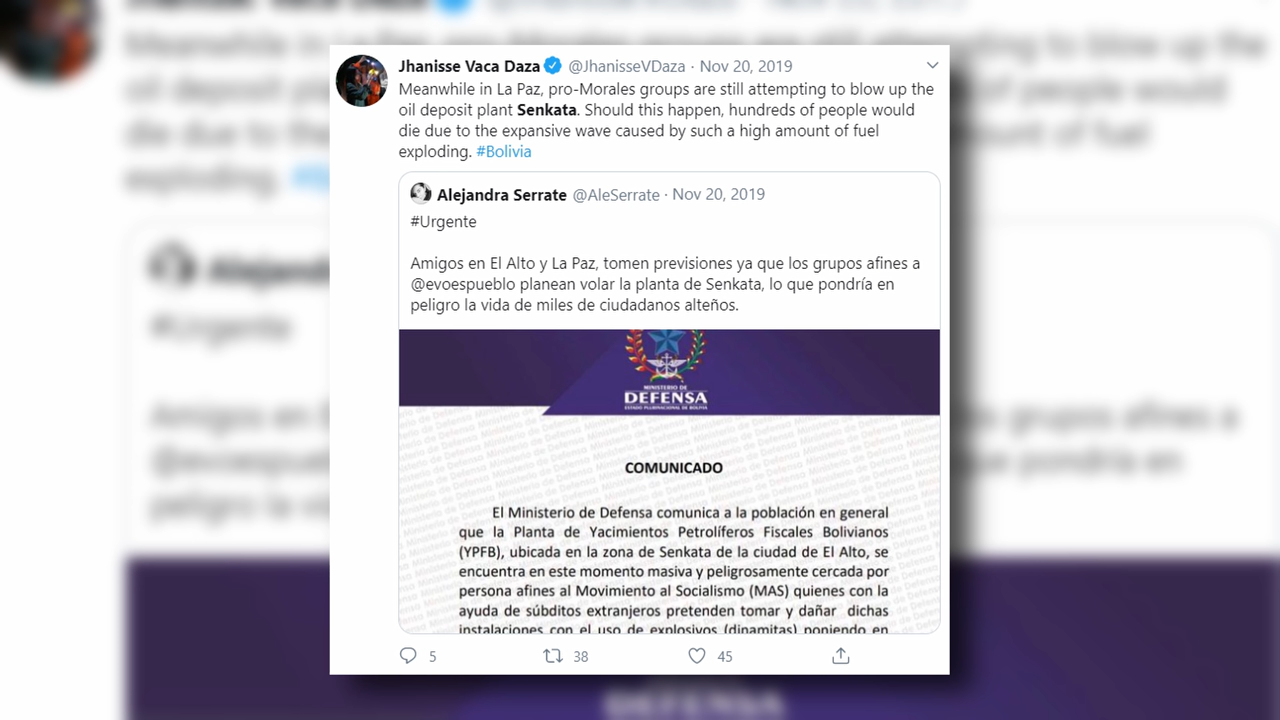 Jhanisse Vaca Daza @JhanisseVDaza · Nov 20, 2019
Meanwhile in La Paz, pro-Morales groups are still attempting to blow up the
oil deposit plant Senkata. Should this happen, hundreds of people would
die due to the expansive wave caused by such a high amount of fuel
exploding. #Bolivia
Alejandra Serrate @AleSerrate · Nov 20, 2019
#Urgente
Amigos en El Alto y La Paz, tomen previsiones ya que los grupos afines a
@evoespueblo planean volar la planta de Senkata, lo que pondría en
peligro la vida de miles de ciudadanos alteños.
MINISTERIO DE
DEFENSA
ESTADO PLURINACIONAL DE BOLIVIA
COMUNICADO
El Ministerio de Defensa comunica a la población en general
que la Planta de Yacimientos Petrolíferos Fiscales Bolivianos
(YPFB), ubicada en la zona de Senkata de la ciudad de El Alto, se
encuentra en este momento masiva y peligrosamente cercada por
persona afines al Movimiento al Socialismo (MAS) quienes con la
ayuda de súbditos extranjeros pretenden tomar y dañar dichas
instalaciones con el uso de explosivos (dinamitas) poniendo en
5 38 45